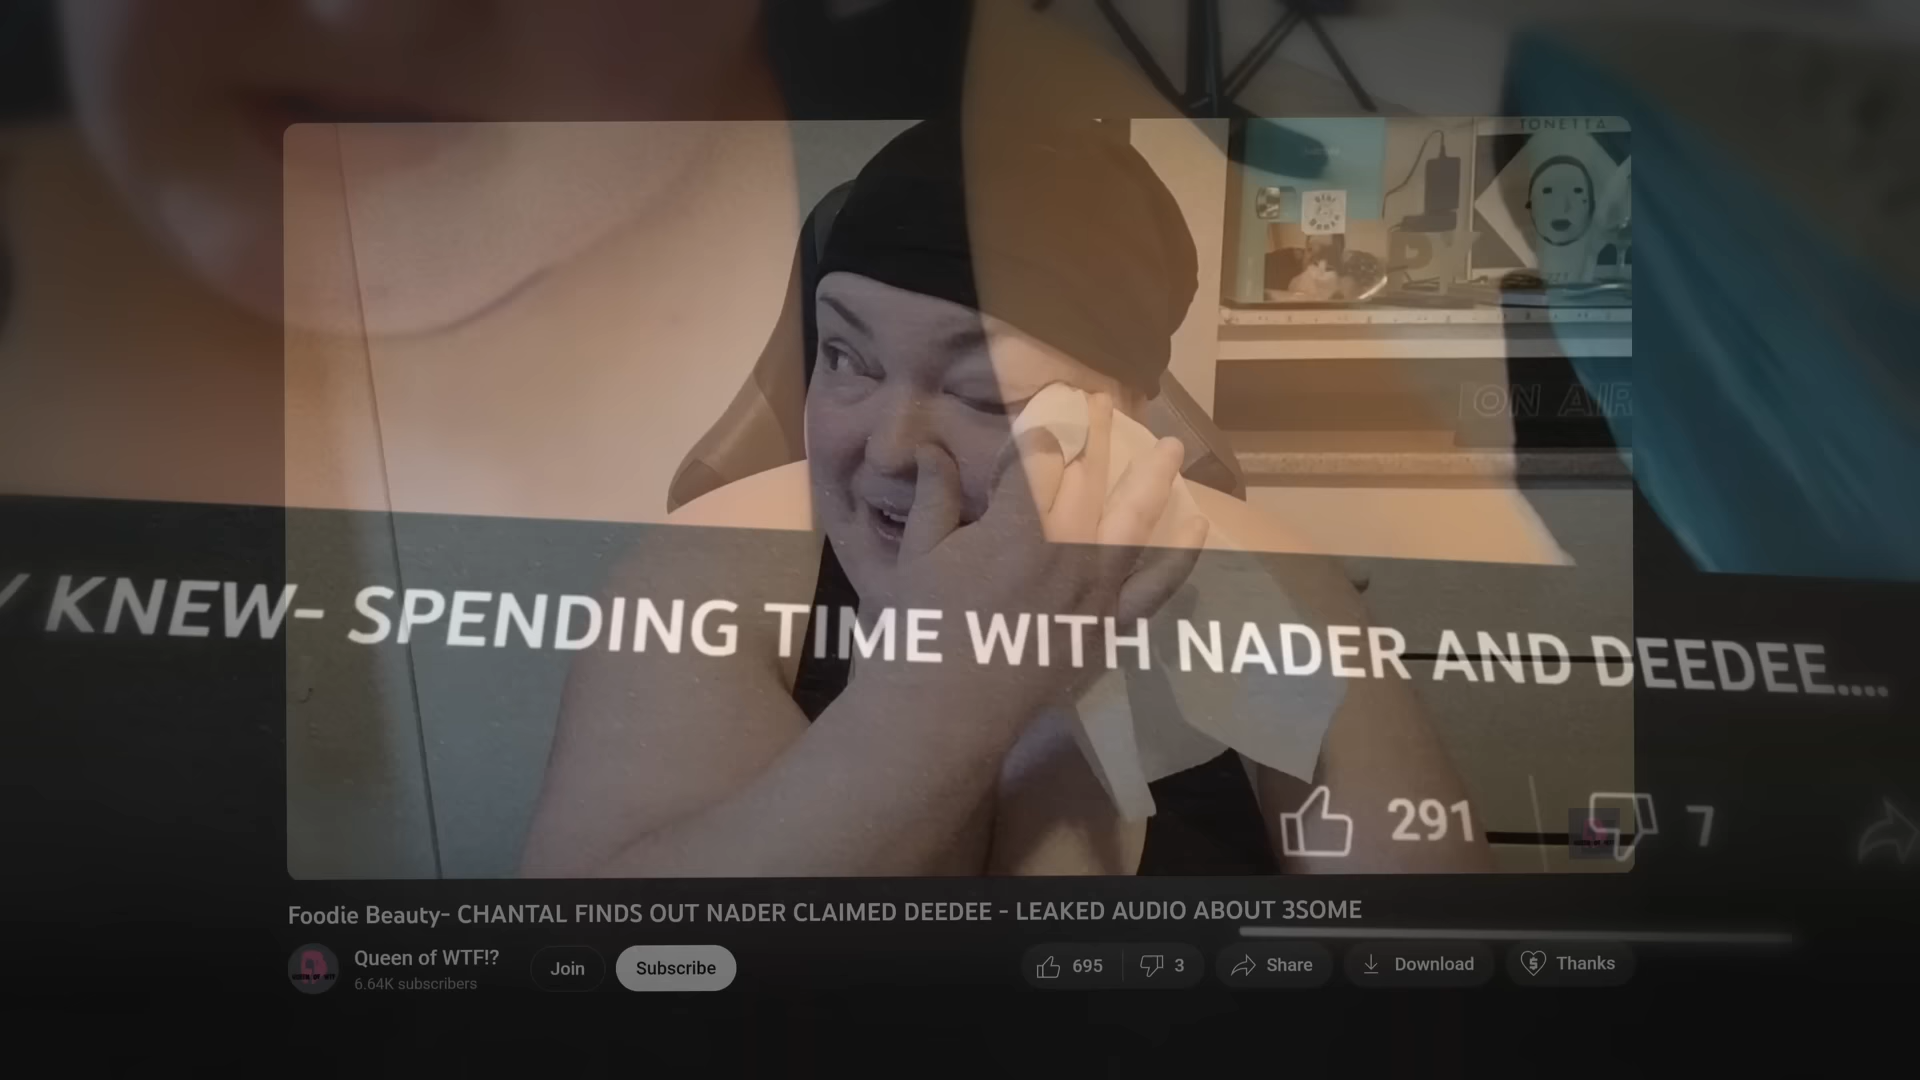 TONETTA
ON AIR
KNEW- SPENDING TIME WITH NADER AND DEEDEE....
291
7
Foodie Beauty- CHANTAL FINDS OUT NADER CLAIMED DEEDEE - LEAKED AUDIO ABOUT 3SOME
Queen of WTF!?
6.64K subscribers
Join
Subscribe
695
3
Share
Download
Thanks